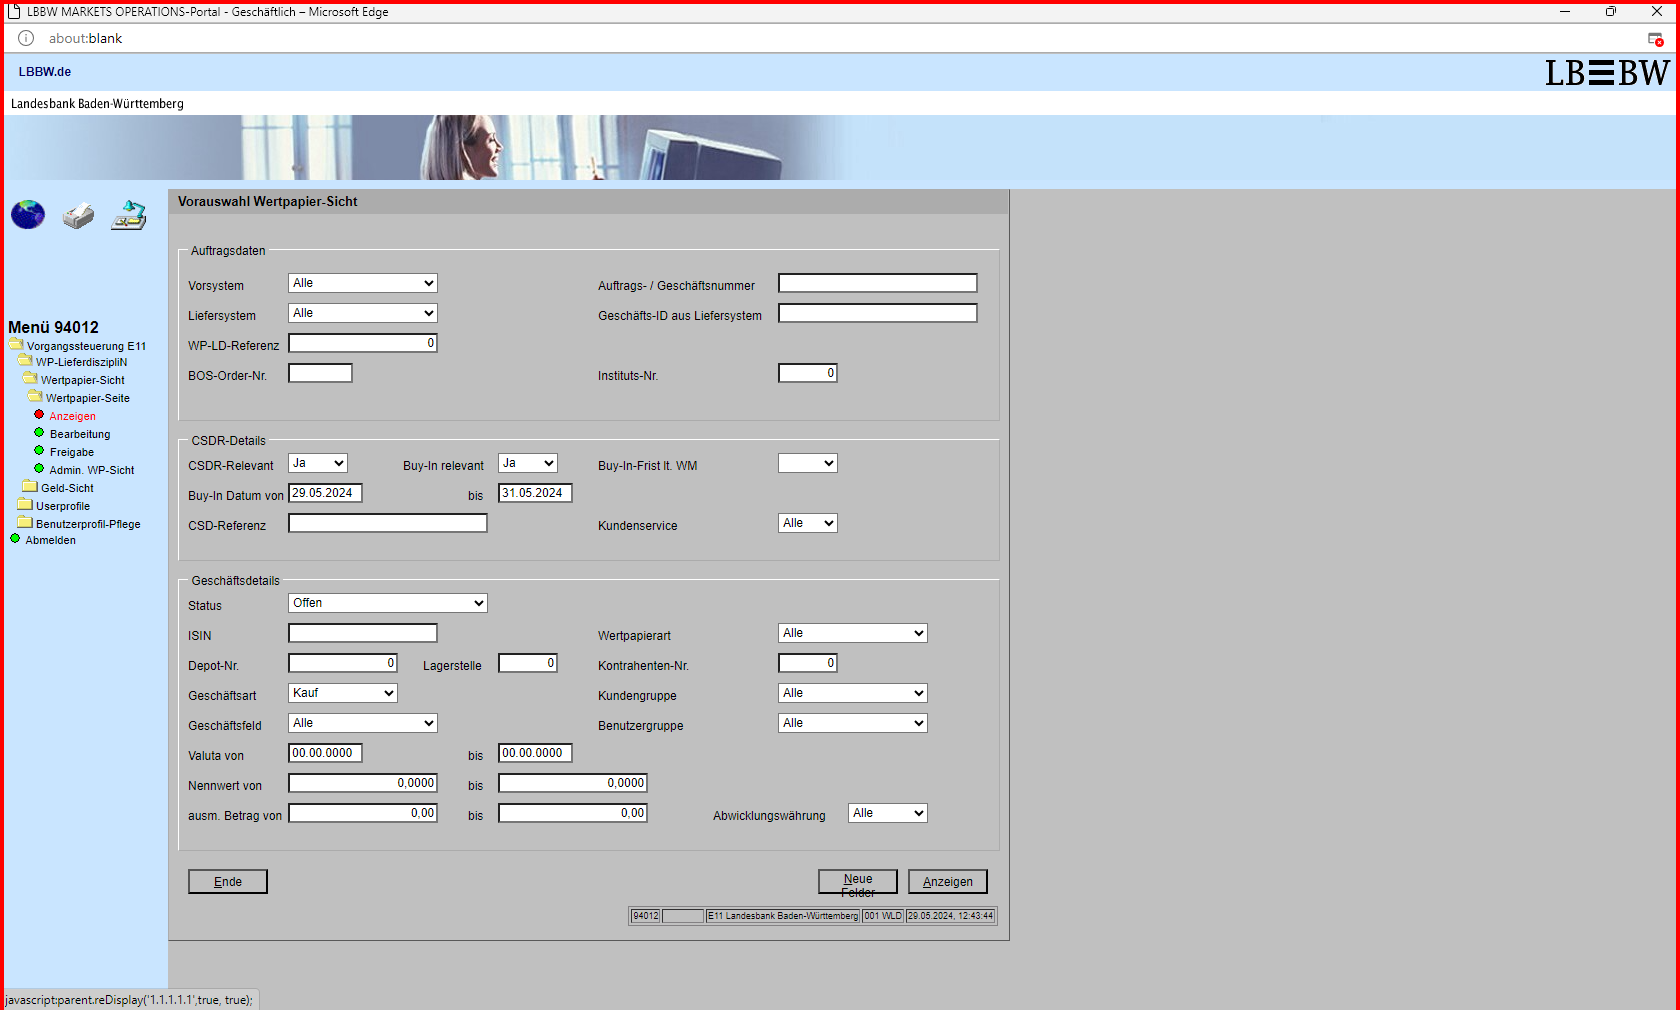 LBBW MARKETS OPERATIONS-Portal - Geschäftlich – Microsoft Edge
about:blank
LBBW.de
LB BW
Landesbank Baden-Württemberg
Menü 94012
Vorgangssteuerung E11
WP-LieferdisziplıN
Wertpapier-Sicht
Wertpapier-Seite
Anzeigen
Bearbeitung
Freigabe
Admin. WP-Sicht
Geld-Sicht
Userprofile
Benutzerprofil-Pflege
Abmelden
Vorauswahl Wertpapier-Sicht
Auftragsdaten
Vorsystem Alle Auftrags- / Geschäftsnummer
Liefersystem Alle Geschäfts-ID aus Liefersystem
WP-LD-Referenz 0
BOS-Order-Nr. Instituts-Nr. 0
CSDR-Details
CSDR-Relevant Ja Buy-In relevant Ja Buy-In-Frist lt. WM
Buy-In Datum von 29.05.2024 bis 31.05.2024
CSD-Referenz Kundenservice Alle
Geschäftsdetails
Status Offen
ISIN Wertpapierart Alle
Depot-Nr. 0 Lagerstelle 0 Kontrahenten-Nr. 0
Geschäftsart Kauf Kundengruppe Alle
Geschäftsfeld Alle Benutzergruppe Alle
Valuta von 00.00.0000 bis 00.00.0000
Nennwert von 0,0000 bis 0,0000
ausm. Betrag von 0,00 bis 0,00 Abwicklungswährung Alle
Ende Neue Felder Anzeigen
94012 E11 Landesbank Baden-Württemberg 001 WLD 29.05.2024, 12:43:44
javascript:parent.reDisplay('1.1.1.1.1',true, true);